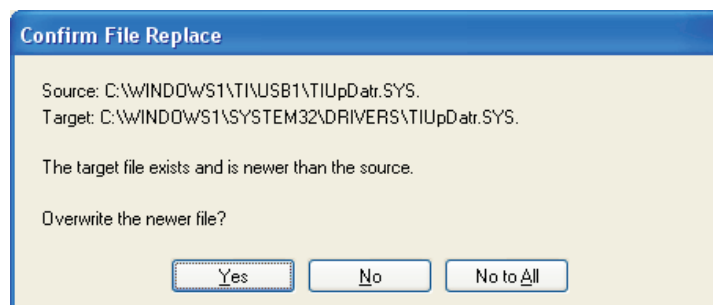 Confirm File Replace
Source: C:\WINDOWS1\TI\USB1\TIUpDatr.SYS.
Target: C:\WINDOWS1\SYSTEM32\DRIVERS\TIUpDatr.SYS.
The target file exists and is newer than the source.
Overwrite the newer file?
Yes No No to All